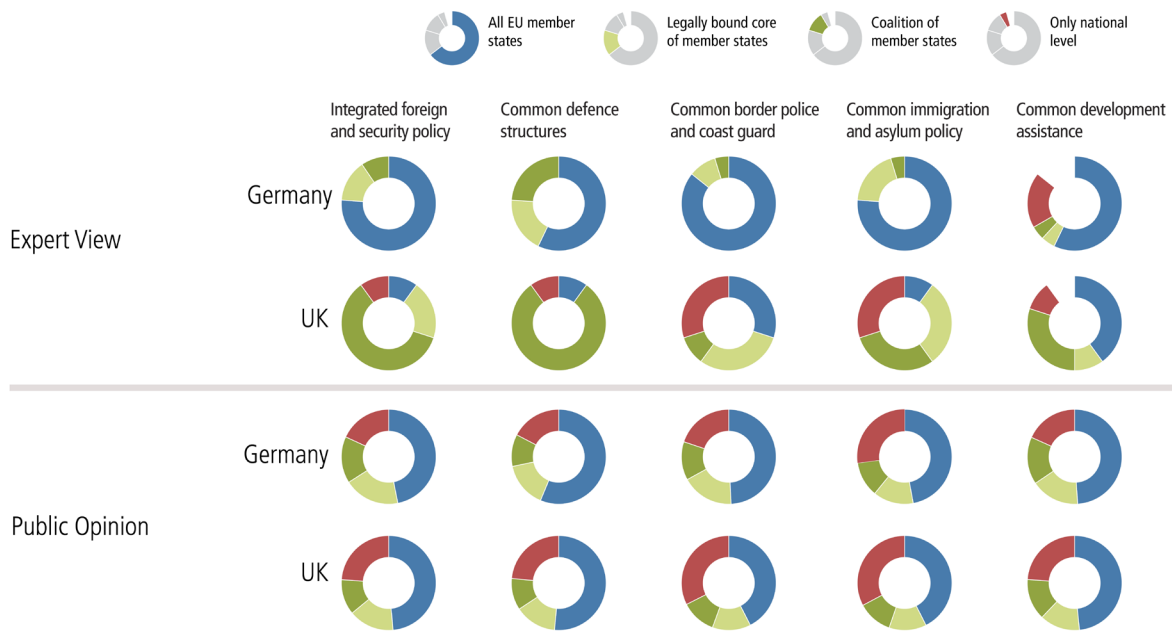 All EU member
states
Legally bound core
of member states
Coalition of
member states
Only national
level
Integrated foreign
and security policy
Common defence
structures
Common border police
and coast guard
Common immigration
and asylum policy
Common development
assistance
Expert View
Germany
UK
Public Opinion
Germany
UK